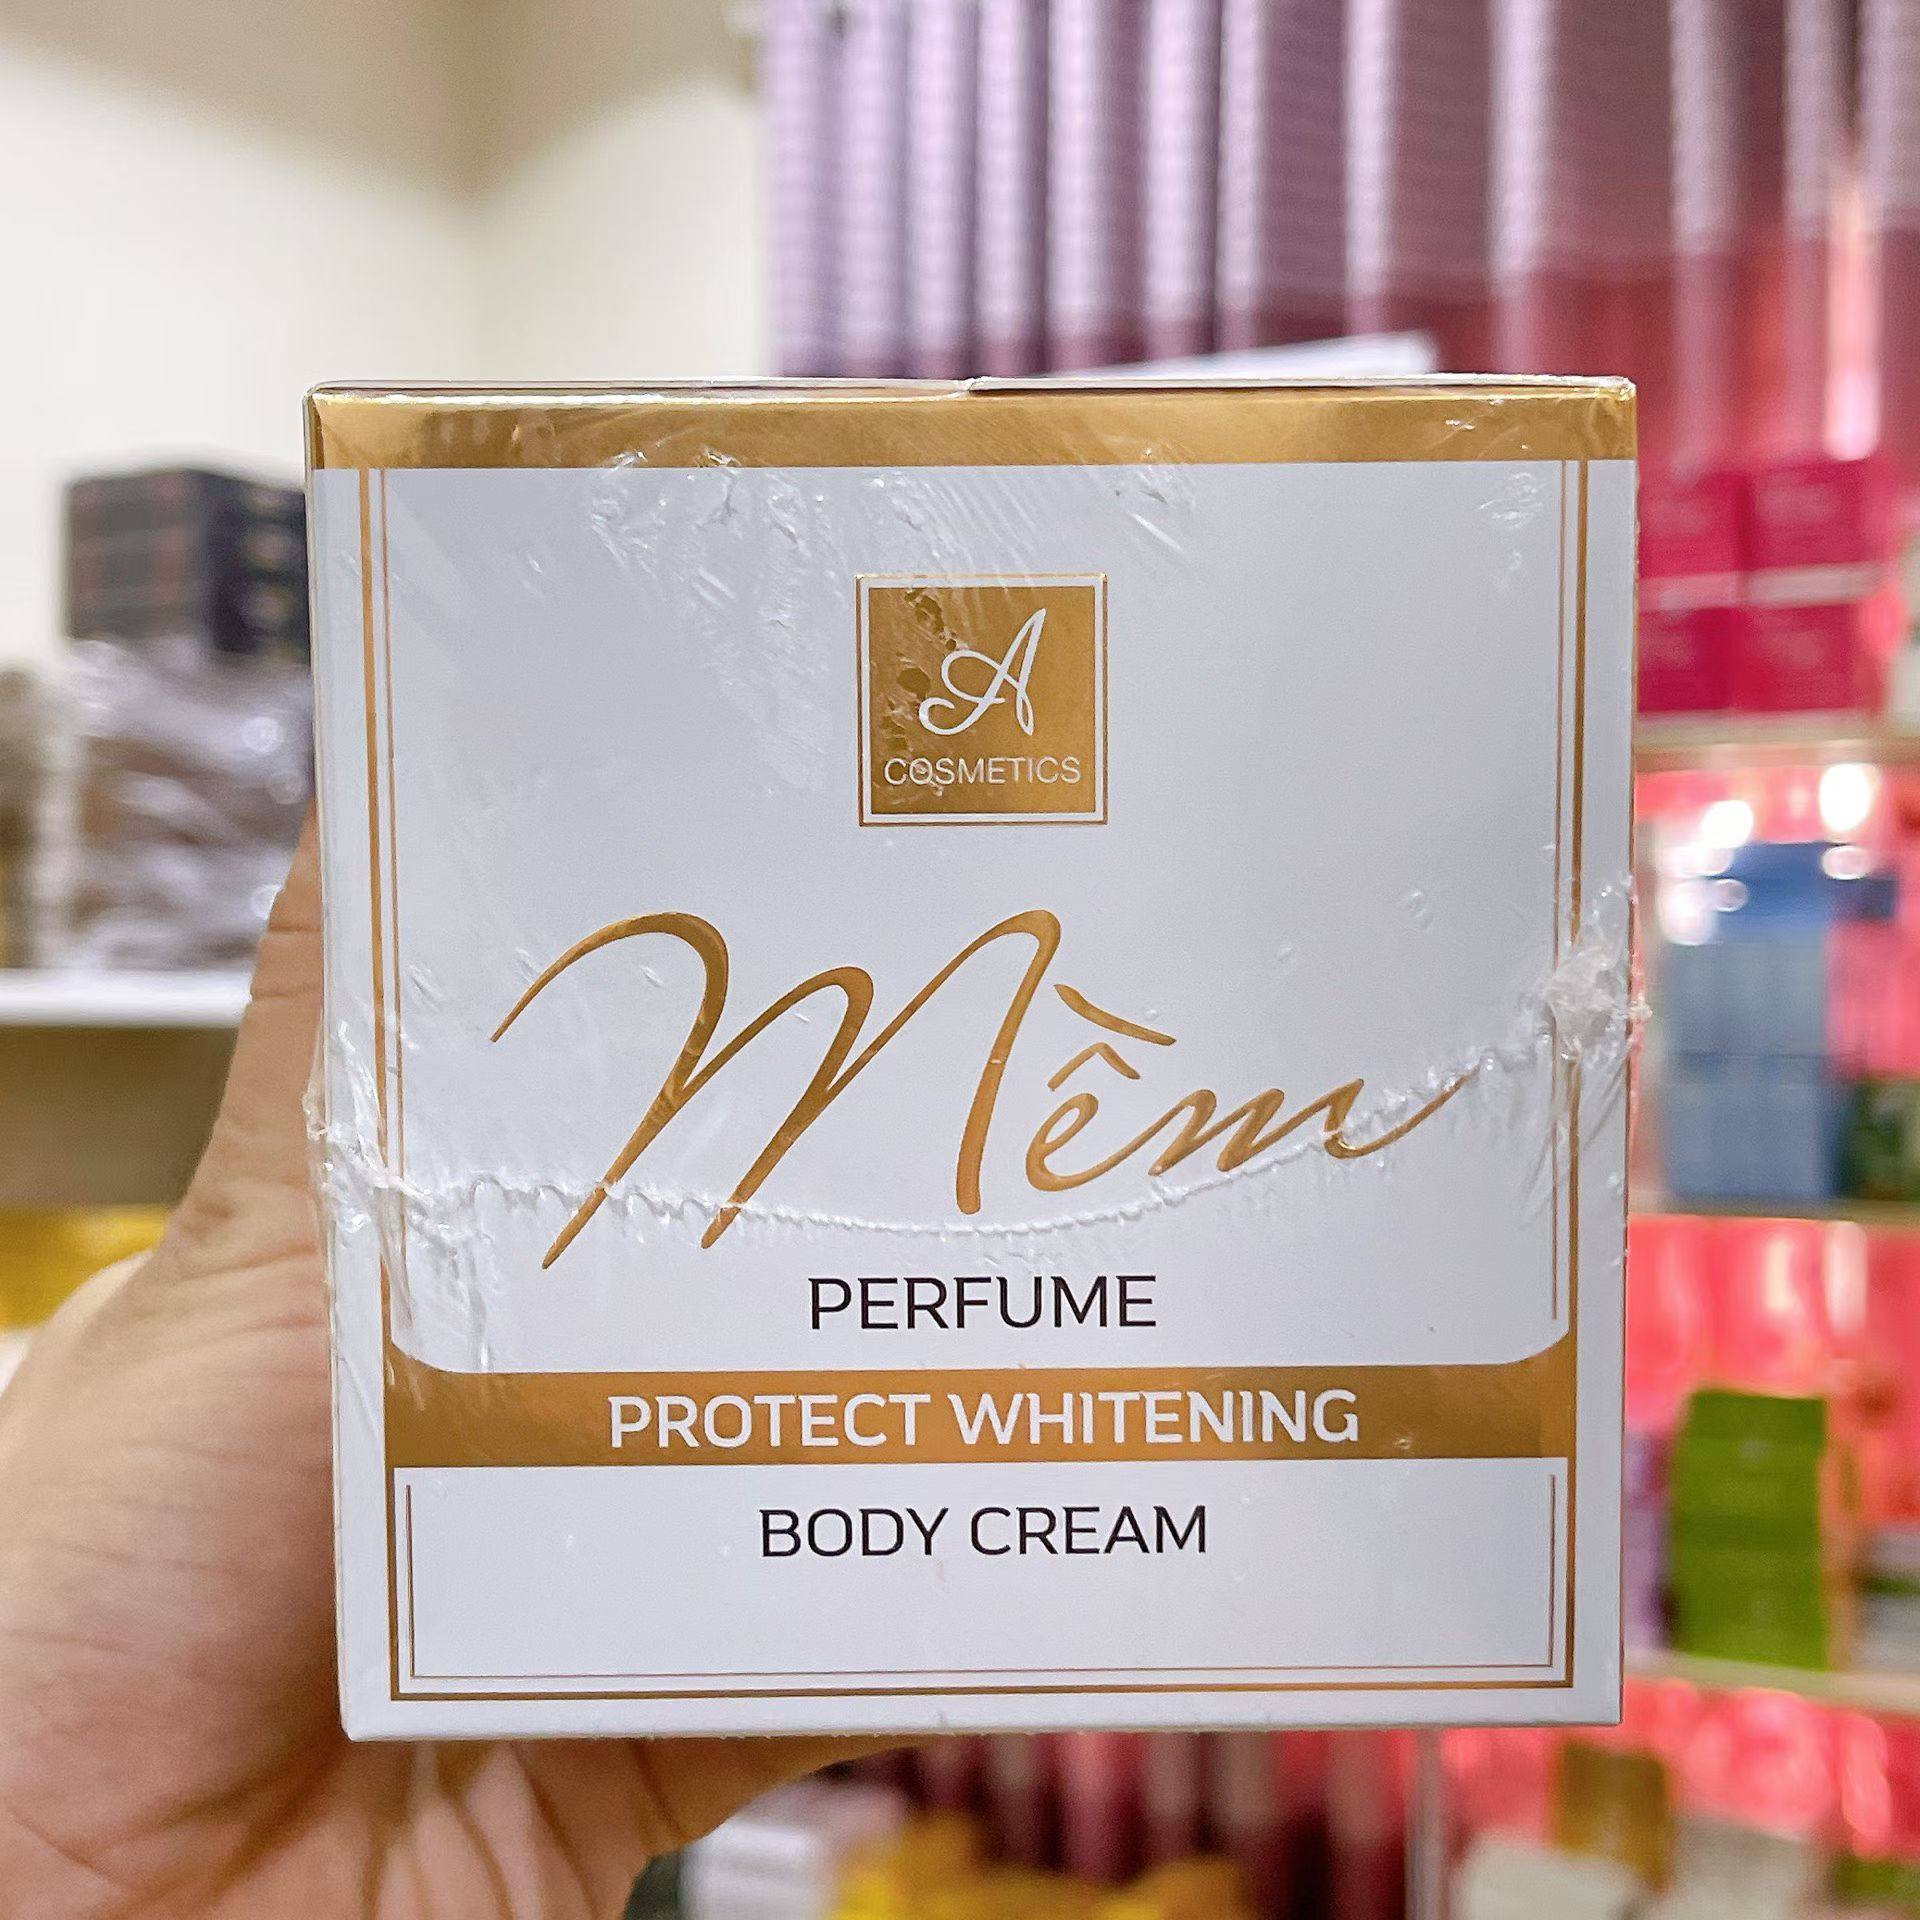 A
COSMETICS
Mềm
PERFUME
PROTECT WHITENING
BODY CREAM